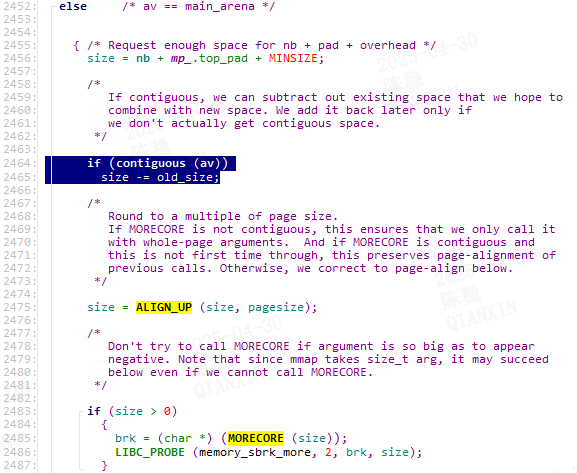 2452: else /* av == main_arena */
2453:
2454:
2455: { /* Request enough space for nb + pad + overhead */
2456: size = nb + mp_.top_pad + MINSIZE;
2457:
2458: /*
2459: If contiguous, we can subtract out existing space that we hope to
2460: combine with new space. We add it back later only if
2461: we don't actually get contiguous space.
2462: */
2463:
2464: if (contiguous (av))
2465: size -= old_size;
2466:
2467: /*
2468: Round to a multiple of page size.
2469: If MORECORE is not contiguous, this ensures that we only call it
2470: with whole-page arguments.  And if MORECORE is contiguous and
2471: this is not first time through, this preserves page-alignment of
2472: previous calls. Otherwise, we correct to page-align below.
2473: */
2474:
2475: size = ALIGN_UP (size, pagesize);
2476:
2477: /*
2478: Don't try to call MORECORE if argument is so big as to appear
2479: negative. Note that since mmap takes size_t arg, it may succeed
2480: below even if we cannot call MORECORE.
2481: */
2482:
2483: if (size > 0)
2484: {
2485: brk = (char *) (MORECORE (size));
2486: LIBC_PROBE (memory_sbrk_more, 2, brk, size);
2487: }